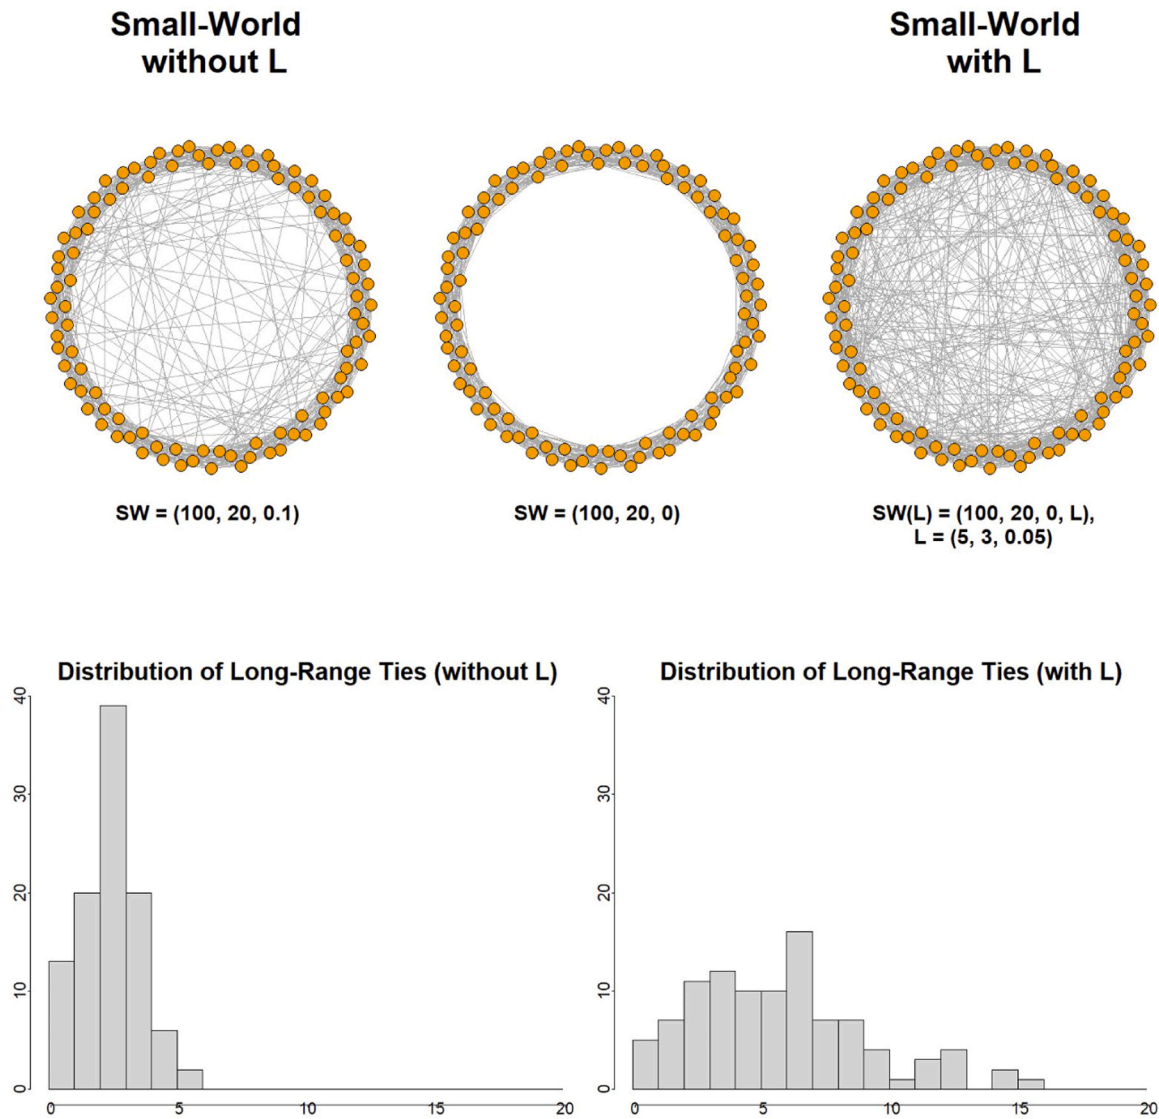 Small-World
without L
Small-World
with L
SW = (100, 20, 0.1)
SW = (100, 20, 0)
SW(L) = (100, 20, 0, L),
L = (5, 3, 0.05)
Distribution of Long-Range Ties (without L)
40
30
20
10
0
0 5 10 15 20
Distribution of Long-Range Ties (with L)
40
30
20
10
0
0 5 10 15 20